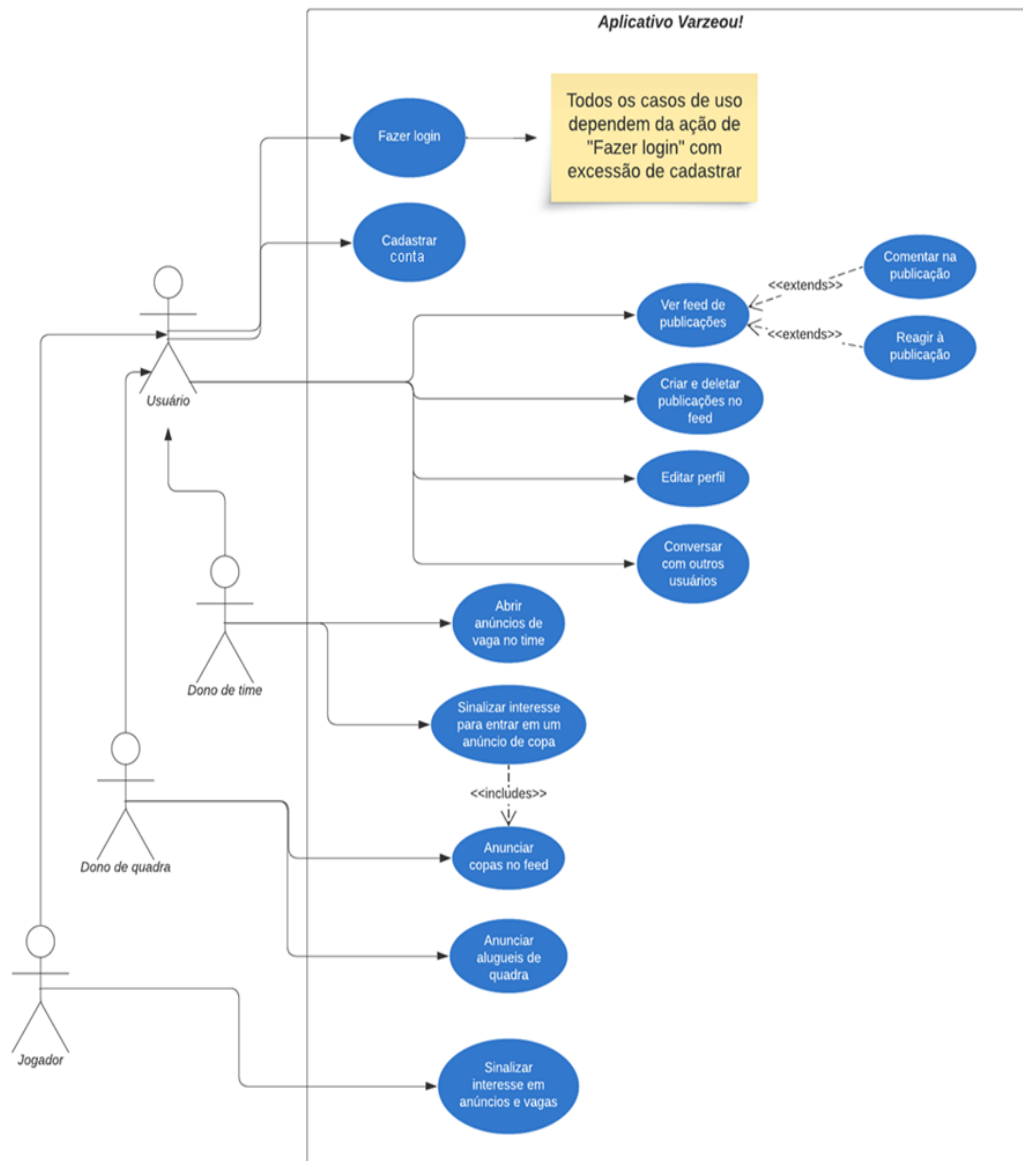 Aplicativo Varzeou!
Todos os casos de uso
dependem da ação de
"Fazer login" com
excessão de cadastrar
Fazer login
Cadastrar
conta
Comentar na
publicação
<<extends>>
Ver feed de
publicações
<<extends>>
Reagir à
publicação
Usuário
Criar e deletar
publicações no
feed
Editar perfil
Conversar
com outros
usuários
Abrir
anúncios de
vaga no time
Dono de time
Sinalizar interesse
para entrar em um
anúncio de copa
<<includes>>
Anunciar
copas no feed
Dono de quadra
Anunciar
alugueis de
quadra
Jogador
Sinalizar
interesse em
anúncios e vagas